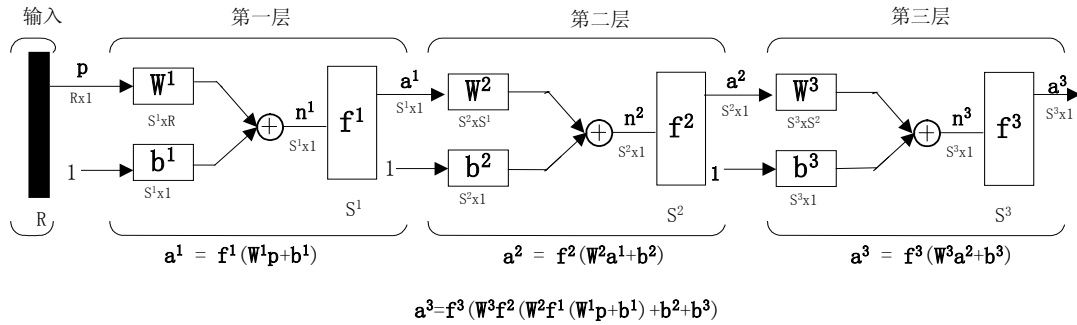 输入 第一层 第二层 第三层
p W¹ n¹ f¹ a¹ W² n² f² a² W³ n³ f³ a³
Rx1 S¹xR S¹x1 S¹x1 S²xS¹ S²x1 S²x1 S³xS² S³x1 S³x1
1 b¹ 1 b² 1 b³
S¹x1 S²x1 S³x1
R S¹ S² S³
a¹ = f¹(W¹p+b¹) a² = f²(W²a¹+b²) a³ = f³(W³a²+b³)
a³=f³(W³f²(W²f¹(W¹p+b¹)+b²+b³)